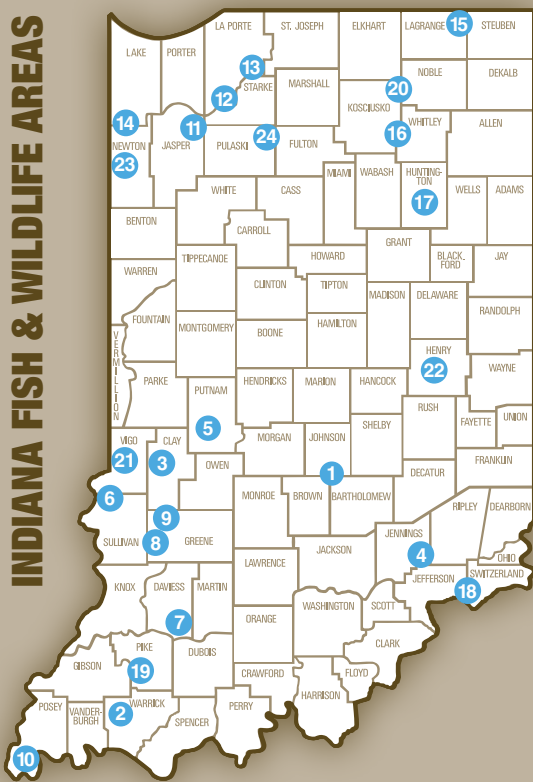 INDIANA FISH & WILDLIFE AREAS
LAKE
PORTER
LA PORTE
ST. JOSEPH
ELKHART
LAGRANGE
15
STEUBEN
13
STARKE
12
MARSHALL
NOBLE
DEKALB
20
KOSCIUSKO
14
11
24
16
WHITLEY
ALLEN
NEWTON
23
JASPER
PULASKI
FULTON
MIAMI
WABASH
HUNTING-
TON
17
WELLS
ADAMS
WHITE
CASS
BENTON
CARROLL
GRANT
BLACK-
FORD
JAY
WARREN
TIPPECANOE
HOWARD
CLINTON
TIPTON
MADISON
DELAWARE
RANDOLPH
FOUNTAIN
VERMILLION
MONTGOMERY
BOONE
HAMILTON
HENRY
22
WAYNE
PARKE
PUTNAM
5
HENDRICKS
MARION
HANCOCK
RUSH
FAYETTE
UNION
VIGO
21
CLAY
3
OWEN
MORGAN
JOHNSON
1
SHELBY
DECATUR
FRANKLIN
6
MONROE
BROWN
BARTHOLOMEW
9
SULLIVAN
8
GREENE
JACKSON
JENNINGS
4
RIPLEY
DEARBORN
OHIO
SWITZERLAND
JEFFERSON
18
LAWRENCE
KNOX
DAVIESS
7
MARTIN
ORANGE
WASHINGTON
SCOTT
CLARK
PIKE
19
DUBOIS
GIBSON
CRAWFORD
FLOYD
HARRISON
POSEY
VANDER-
BURGH
2
WARRICK
SPENCER
PERRY
10